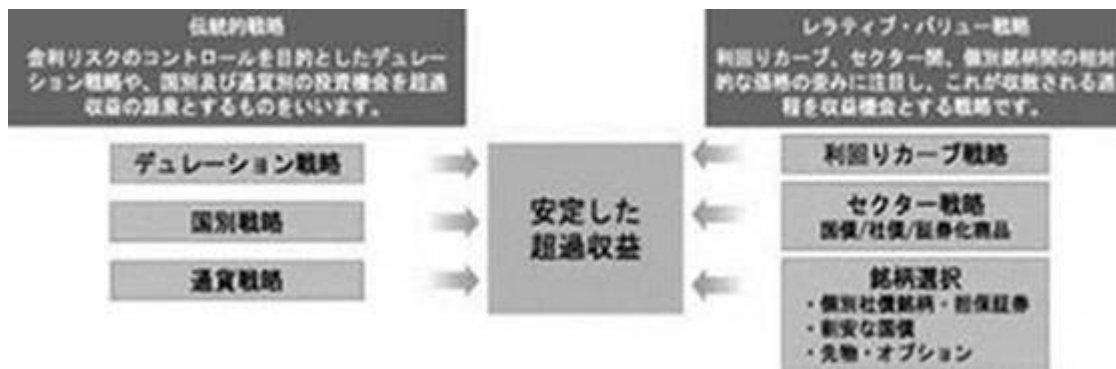 伝統的戦略
金利リスクのコントロールを目的としたデュレー
ション戦略や、国別及び通貨別の投資機会を超過
収益の源泉とするものをいいます。
デュレーション戦略
国別戦略
通貨戦略
安定した
超過収益
レラティブ・バリュー戦略
利回りカーブ、セクター間、個別銘柄間の相対
的な価格の歪みに注目し、これが収斂される過
程を収益機会とする戦略です。
利回りカーブ戦略
セクター戦略
国債/社債/証券化商品
銘柄選択
・個別社債銘柄・担保証券
・割安な国債
・先物・オプション